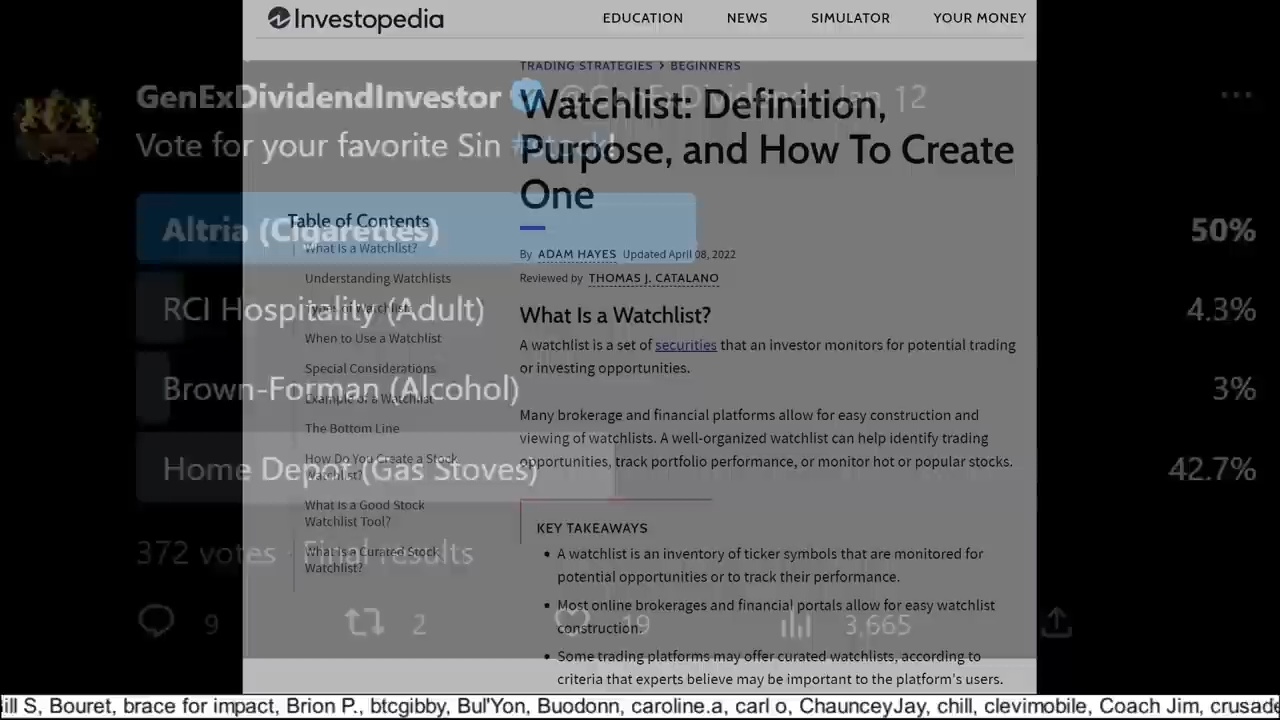 Investopedia
EDUCATION NEWS SIMULATOR YOUR MONEY
TRADING STRATEGIES > BEGINNERS
Watchlist: Definition,
Purpose, and How To Create
One
By ADAM HAYES Updated April 08, 2022
Reviewed by THOMAS J. CATALANO
Table of Contents
What Is a Watchlist?
Understanding Watchlists
Types of Watchlists
When to Use a Watchlist
Special Considerations
Example of a Watchlist
The Bottom Line
How Do You Create a Stock
Watchlist?
What Is a Good Stock
Watchlist Tool?
What Is a Curated Stock
Watchlist?
What Is a Watchlist?
A watchlist is a set of securities that an investor monitors for potential trading
or investing opportunities.
Many brokerage and financial platforms allow for easy construction and
viewing of watchlists. A well-organized watchlist can help identify trading
opportunities, track portfolio performance, or monitor hot or popular stocks.
KEY TAKEAWAYS
• A watchlist is an inventory of ticker symbols that are monitored for
potential opportunities or to track their performance.
• Most online brokerages and financial portals allow for easy watchlist
construction.
• Some trading platforms may offer curated watchlists, according to
criteria that experts believe may be important to the platform's users.
GenExDividendInvestor Jan 12
Vote for your favorite Sin #stock!
Altria (Cigarettes) 50%
RCI Hospitality (Adult) 4.3%
Brown-Forman (Alcohol) 3%
Home Depot (Gas Stoves) 42.7%
372 votes · Final results
9 2 19 3,665
ill S, Bouret, brace for impact, Brion P., btcgibby, Bul'Yon, Buodonn, caroline.a, carl o, ChaunceyJay, chill, clevimobile, Coach Jim, crusade